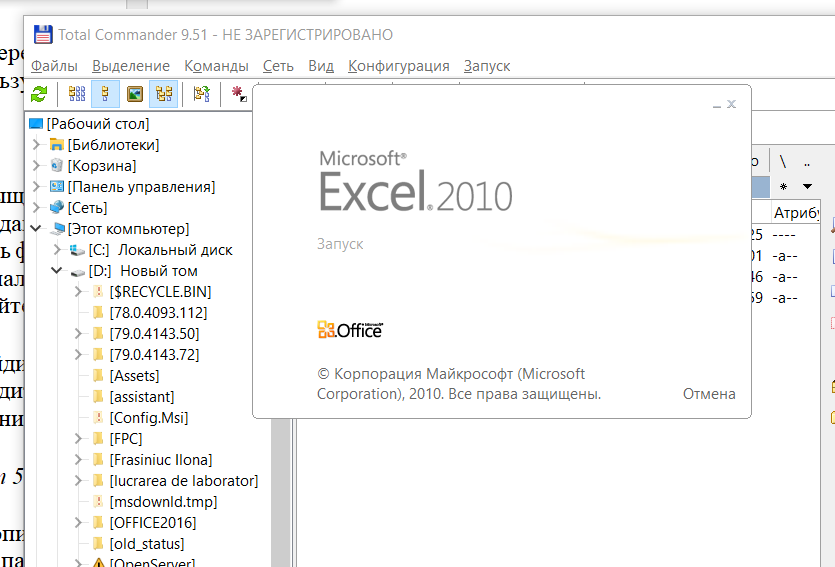 Total Commander 9.51 - НЕ ЗАРЕГИСТРИРОВАНО
Файлы Выделение Команды Сеть Вид Конфигурация Запуск
[Рабочий стол]
[Библиотеки]
[Корзина]
[Панель управления]
[Сеть]
[Этот компьютер]
[C:] Локальный диск
[D:] Новый том
[$RECYCLE.BIN]
[78.0.4093.112]
[79.0.4143.50]
[79.0.4143.72]
[Assets]
[assistant]
[Config.Msi]
[FPC]
[Frasiniuc Ilona]
[lucrarea de laborator]
[msdownld.tmp]
[OFFICE2016]
[old_status]
[OpenServer]
Microsoft®
Excel®2010
Запуск
Microsoft®
Office
© Корпорация Майкрософт (Microsoft
Corporation), 2010. Все права защищены.
Отмена
\ ..
*
Атрибу
25 ----
01 -a--
46 -a--
59 -a--